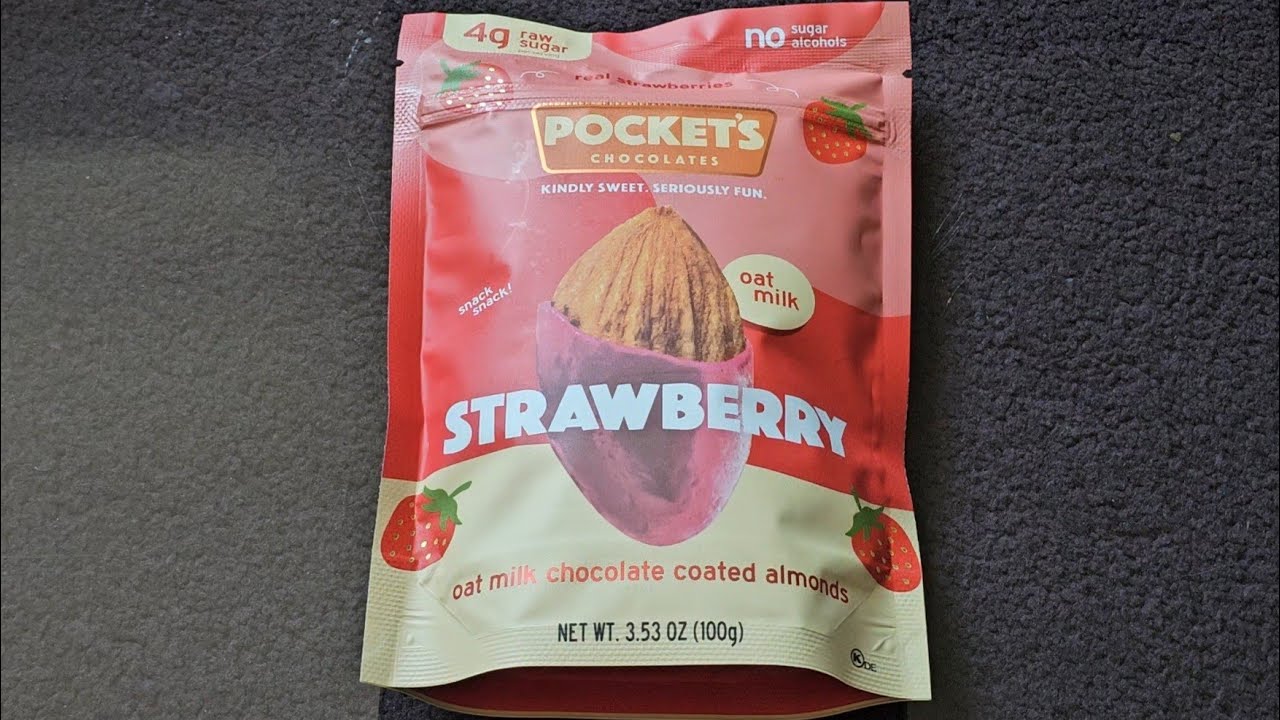 4g raw
sugar
no sugar
alcohols
real strawberries
POCKET'S
CHOCOLATES
KINDLY SWEET. SERIOUSLY FUN.
oat
milk
snack
snack!
STRAWBERRY
oat milk chocolate coated almonds
NET WT. 3.53 OZ (100g)
K DE